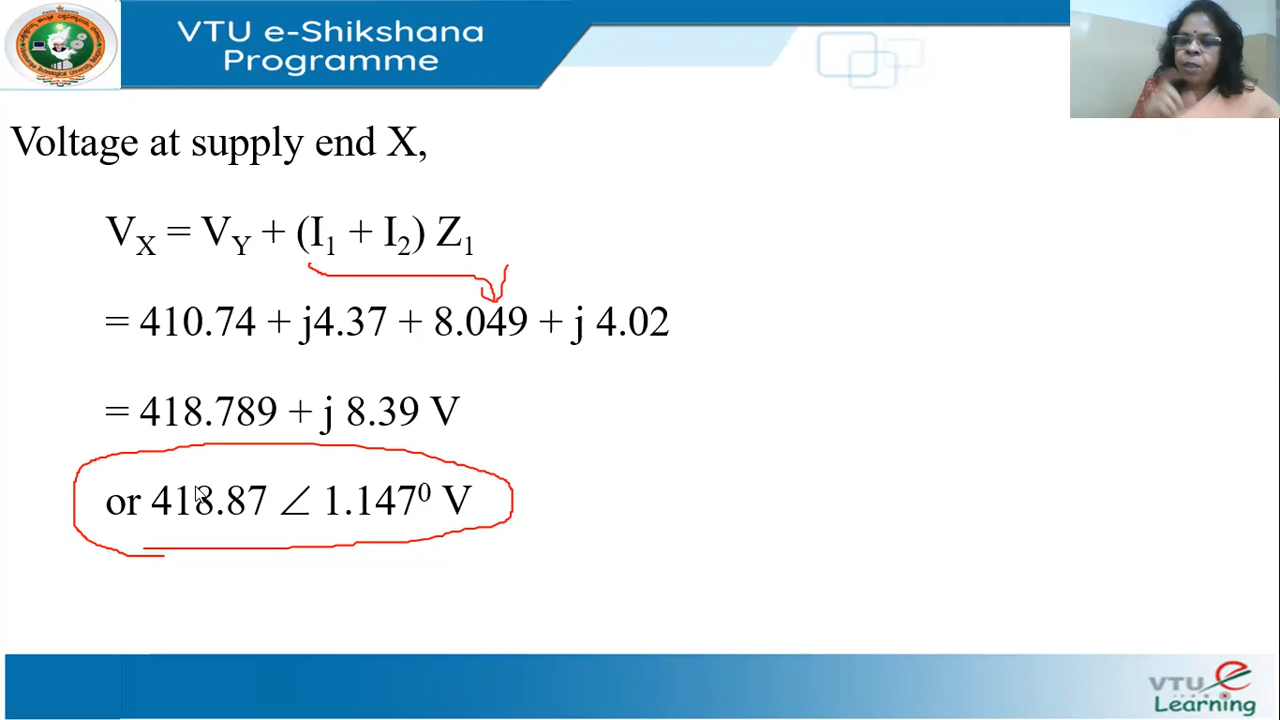 VTU e-Shikshana
Programme
Voltage at supply end X,
V_X = V_Y + (I_1 + I_2) Z_1
= 410.74 + j4.37 + 8.049 + j 4.02
= 418.789 + j 8.39 V
or 418.87 ∠ 1.147⁰ V
VTU e
Learning